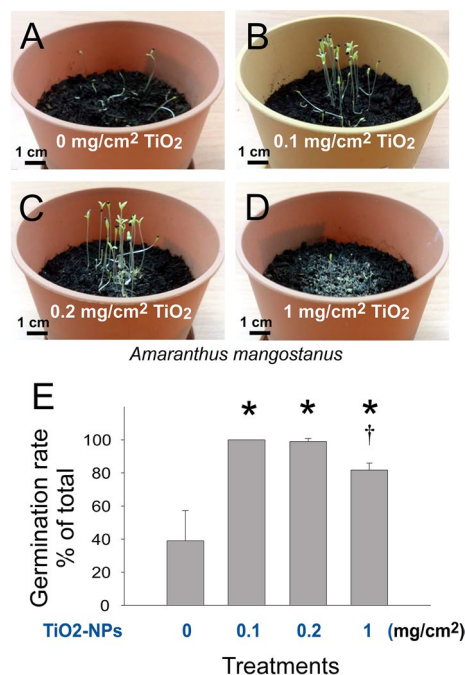 A
0 mg/cm2 TiO2
1 cm
B
0.1 mg/cm2 TiO2
1 cm
C
0.2 mg/cm2 TiO2
1 cm
D
1 mg/cm2 TiO2
1 cm
Amaranthus mangostanus
E
Germination rate
% of total
100
80
60
40
20
0
*
*
*
†
TiO2-NPs 0 0.1 0.2 1 (mg/cm2)
Treatments